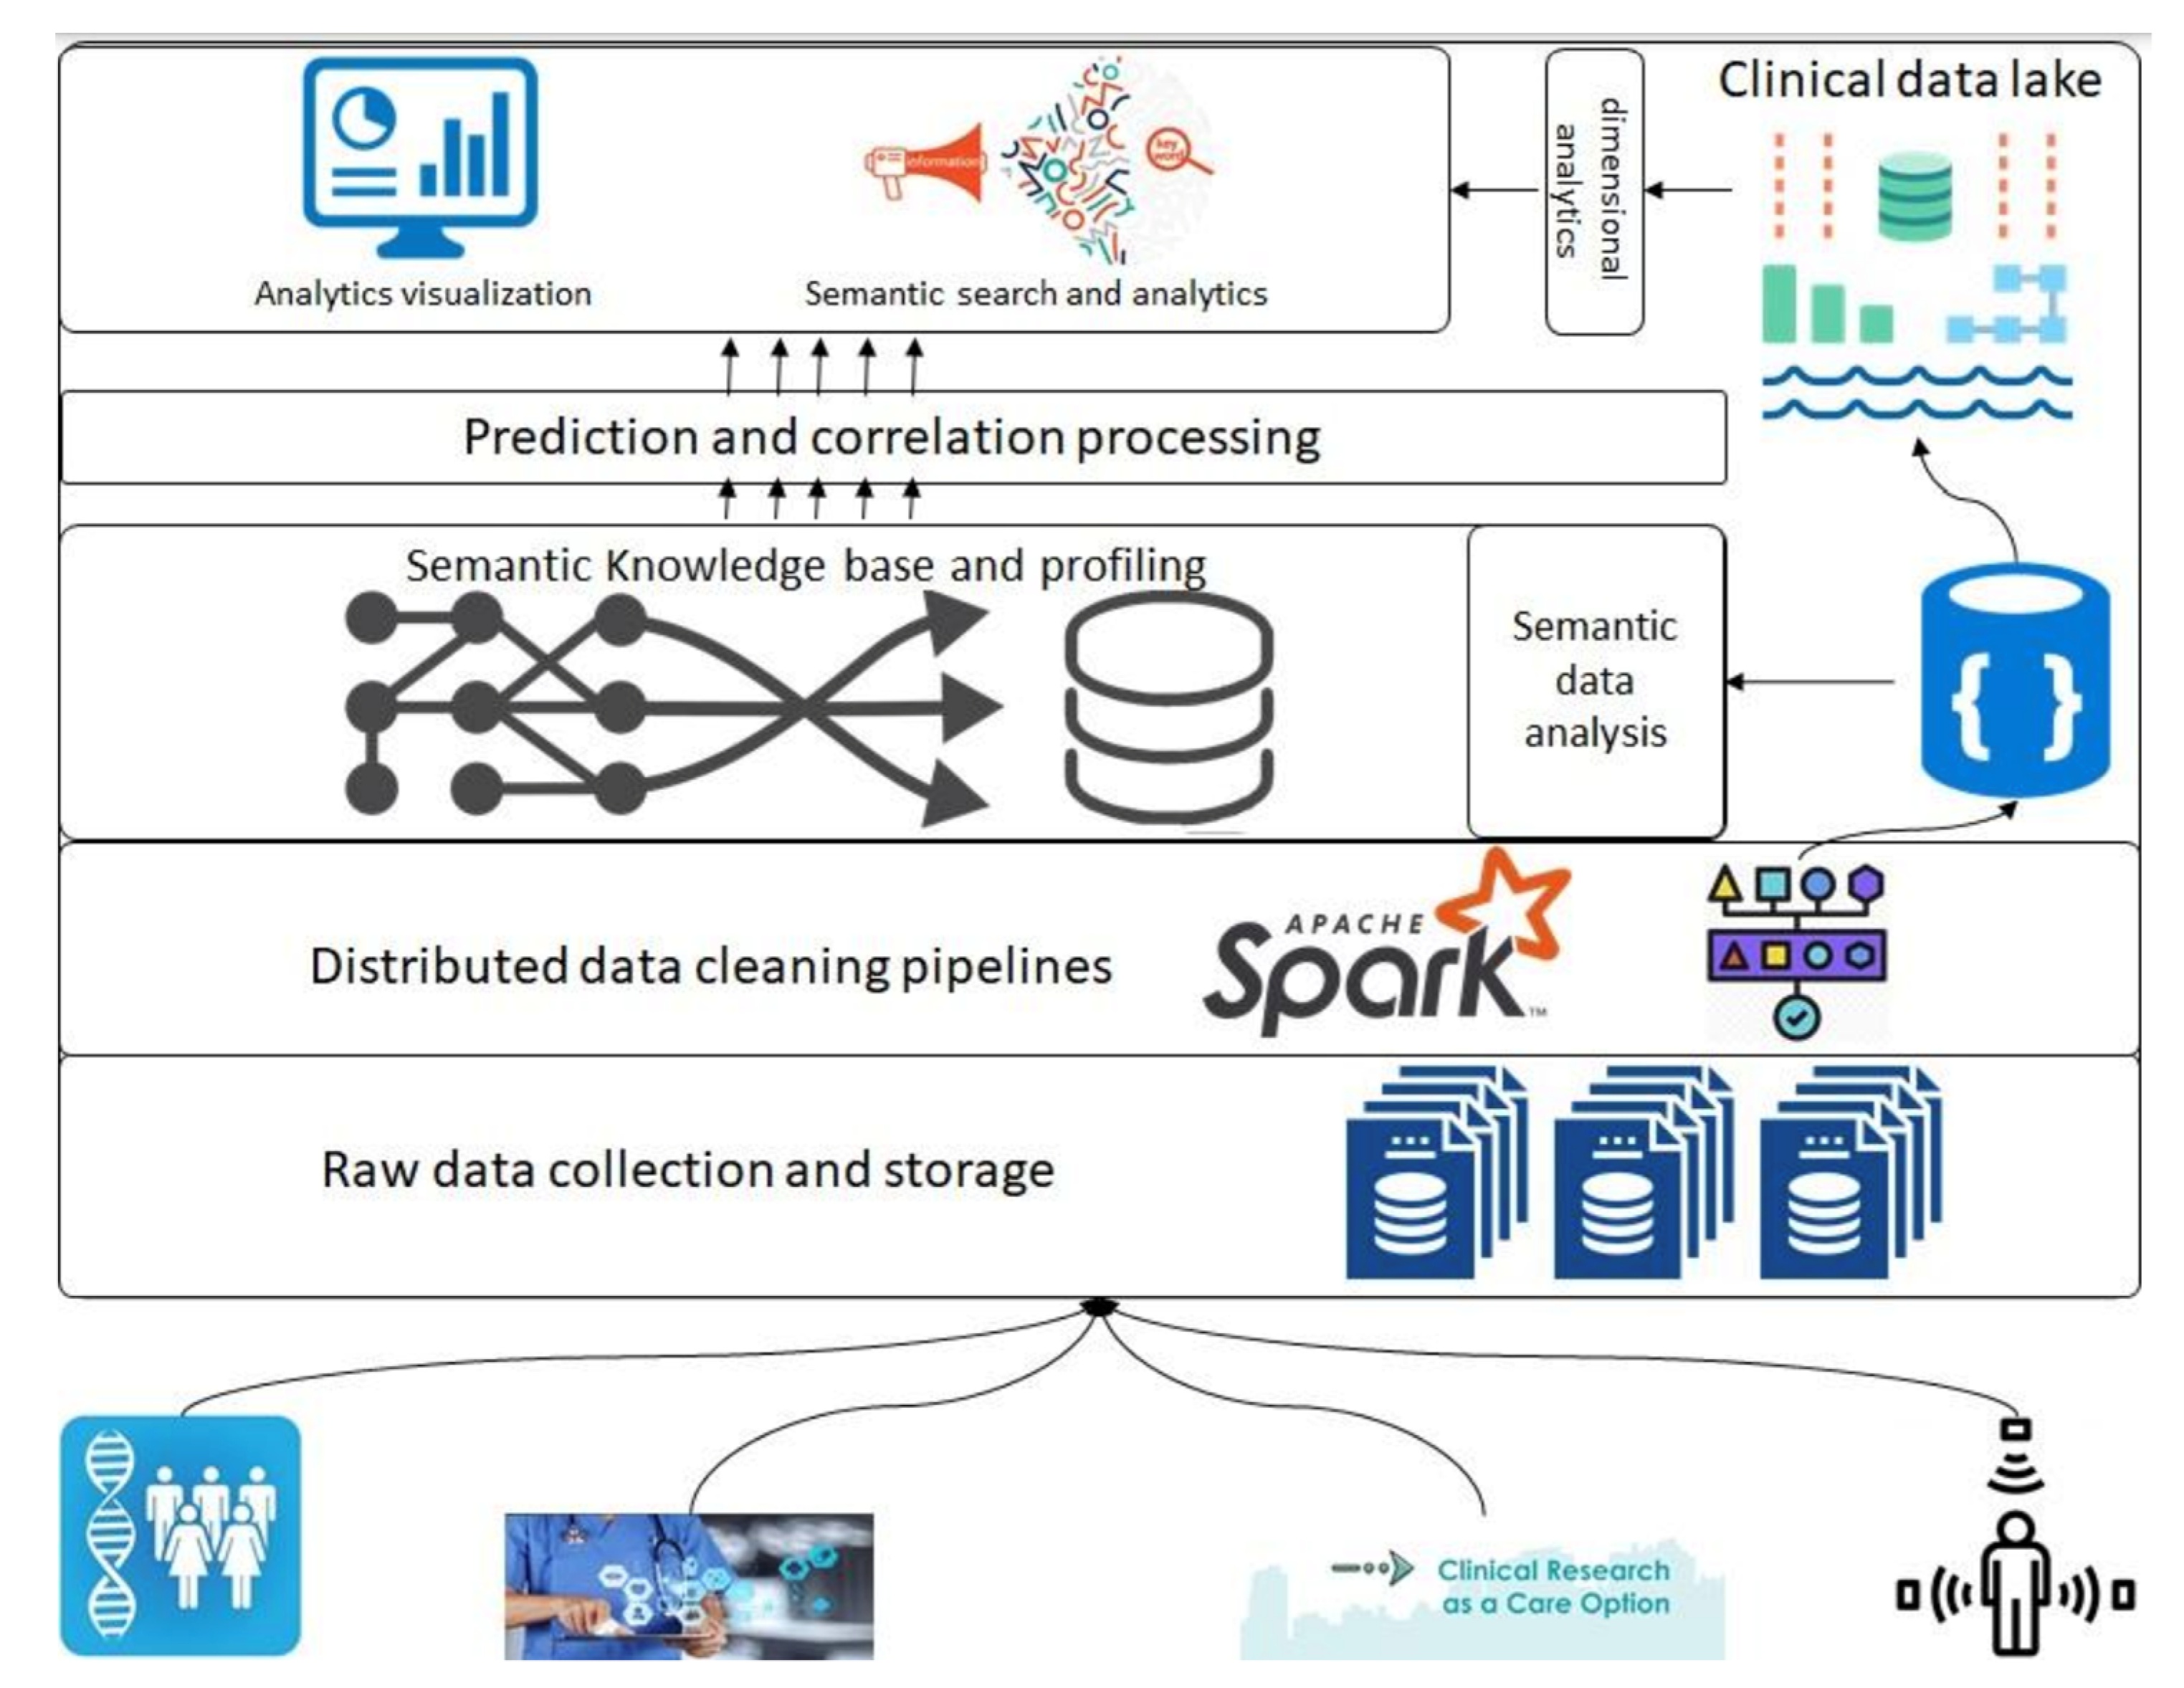 Clinical data lake
dimensional
analytics
information
key
word
Analytics visualization
Semantic search and analytics
Prediction and correlation processing
Semantic Knowledge base and profiling
Semantic
data
analysis
{ }
APACHE
Spark™
Distributed data cleaning pipelines
Raw data collection and storage
Clinical Research
as a Care Option